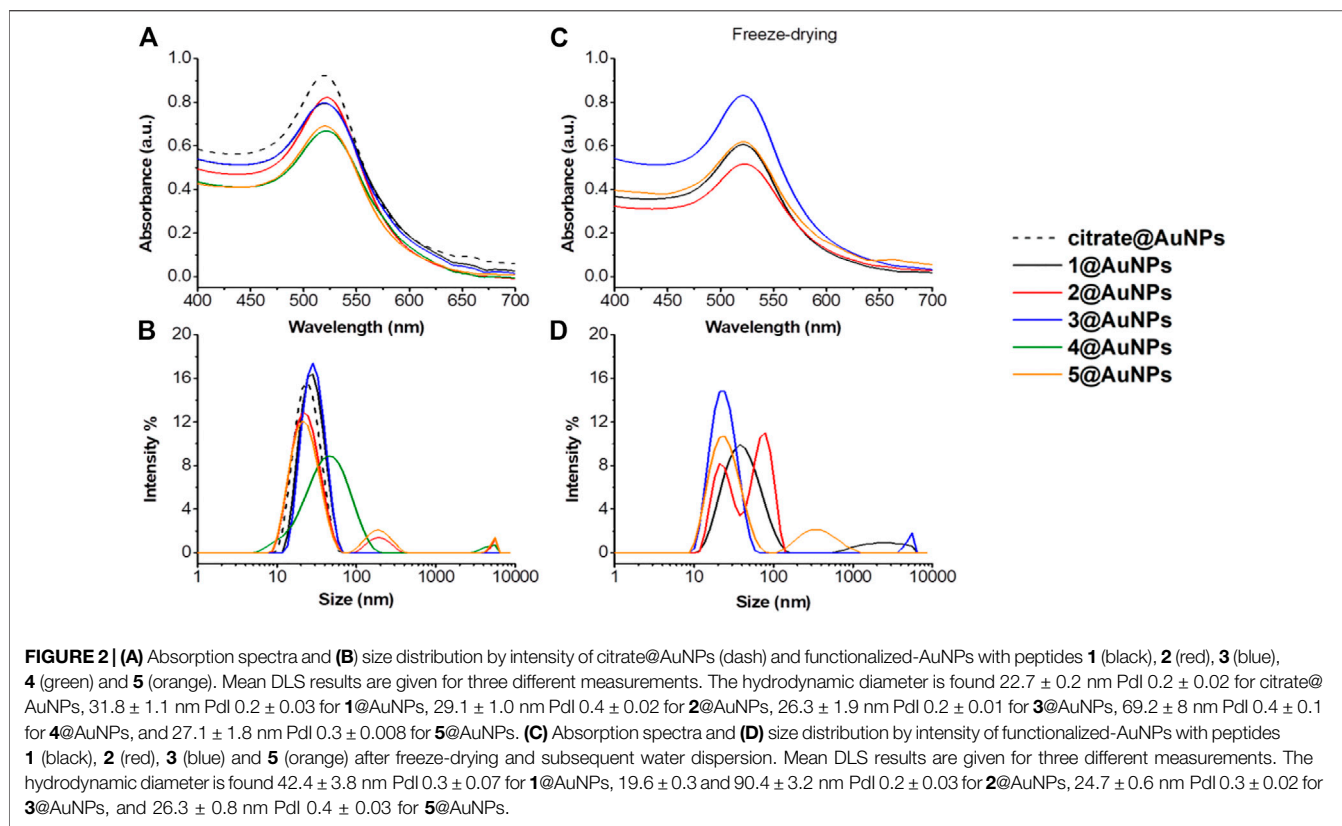 A
1.0
0.8
0.6
0.4
0.2
0.0
Absorbance (a.u.)
400 450 500 550 600 650 700
Wavelength (nm)
C
Freeze-drying
1.0
0.8
0.6
0.4
0.2
0.0
Absorbance (a.u.)
400 450 500 550 600 650 700
Wavelength (nm)
B
20
16
12
8
4
0
Intensity %
1 10 100 1000 10000
Size (nm)
D
20
16
12
8
4
0
Intensity %
1 10 100 1000 10000
Size (nm)
citrate@AuNPs
1@AuNPs
2@AuNPs
3@AuNPs
4@AuNPs
5@AuNPs
FIGURE 2 | (A) Absorption spectra and (B) size distribution by intensity of citrate@AuNPs (dash) and functionalized-AuNPs with peptides 1 (black), 2 (red), 3 (blue),
4 (green) and 5 (orange). Mean DLS results are given for three different measurements. The hydrodynamic diameter is found 22.7 ± 0.2 nm PdI 0.2 ± 0.02 for citrate@
AuNPs, 31.8 ± 1.1 nm PdI 0.2 ± 0.03 for 1@AuNPs, 29.1 ± 1.0 nm PdI 0.4 ± 0.02 for 2@AuNPs, 26.3 ± 1.9 nm PdI 0.2 ± 0.01 for 3@AuNPs, 69.2 ± 8 nm PdI 0.4 ± 0.1
for 4@AuNPs, and 27.1 ± 1.8 nm PdI 0.3 ± 0.008 for 5@AuNPs. (C) Absorption spectra and (D) size distribution by intensity of functionalized-AuNPs with peptides
1 (black), 2 (red), 3 (blue) and 5 (orange) after freeze-drying and subsequent water dispersion. Mean DLS results are given for three different measurements. The
hydrodynamic diameter is found 42.4 ± 3.8 nm PdI 0.3 ± 0.07 for 1@AuNPs, 19.6 ± 0.3 and 90.4 ± 3.2 nm PdI 0.2 ± 0.03 for 2@AuNPs, 24.7 ± 0.6 nm PdI 0.3 ± 0.02 for
3@AuNPs, and 26.3 ± 0.8 nm PdI 0.4 ± 0.03 for 5@AuNPs.